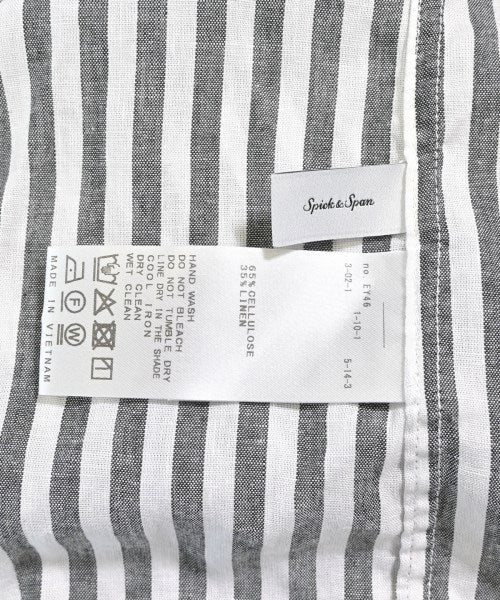 Spick & Span
no. EY46
3-02-1 1-10-1 5-14-3
65% CELLULOSE
35% LINEN
HAND WASH
DO NOT BLEACH
DO NOT TUMBLE DRY
LINE DRY IN THE SHADE
COOL IRON
DRY CLEAN
WET CLEAN
F W
MADE IN VIETNAM